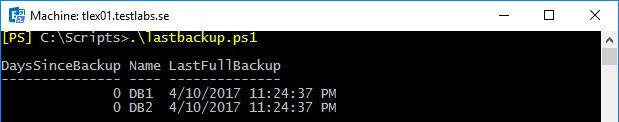 Machine: tlex01.testlabs.se
[PS] C:\Scripts>.\lastbackup.ps1
DaysSinceBackup Name LastFullBackup
--------------- ---- --------------
0 DB1 4/10/2017 11:24:37 PM
0 DB2 4/10/2017 11:24:37 PM